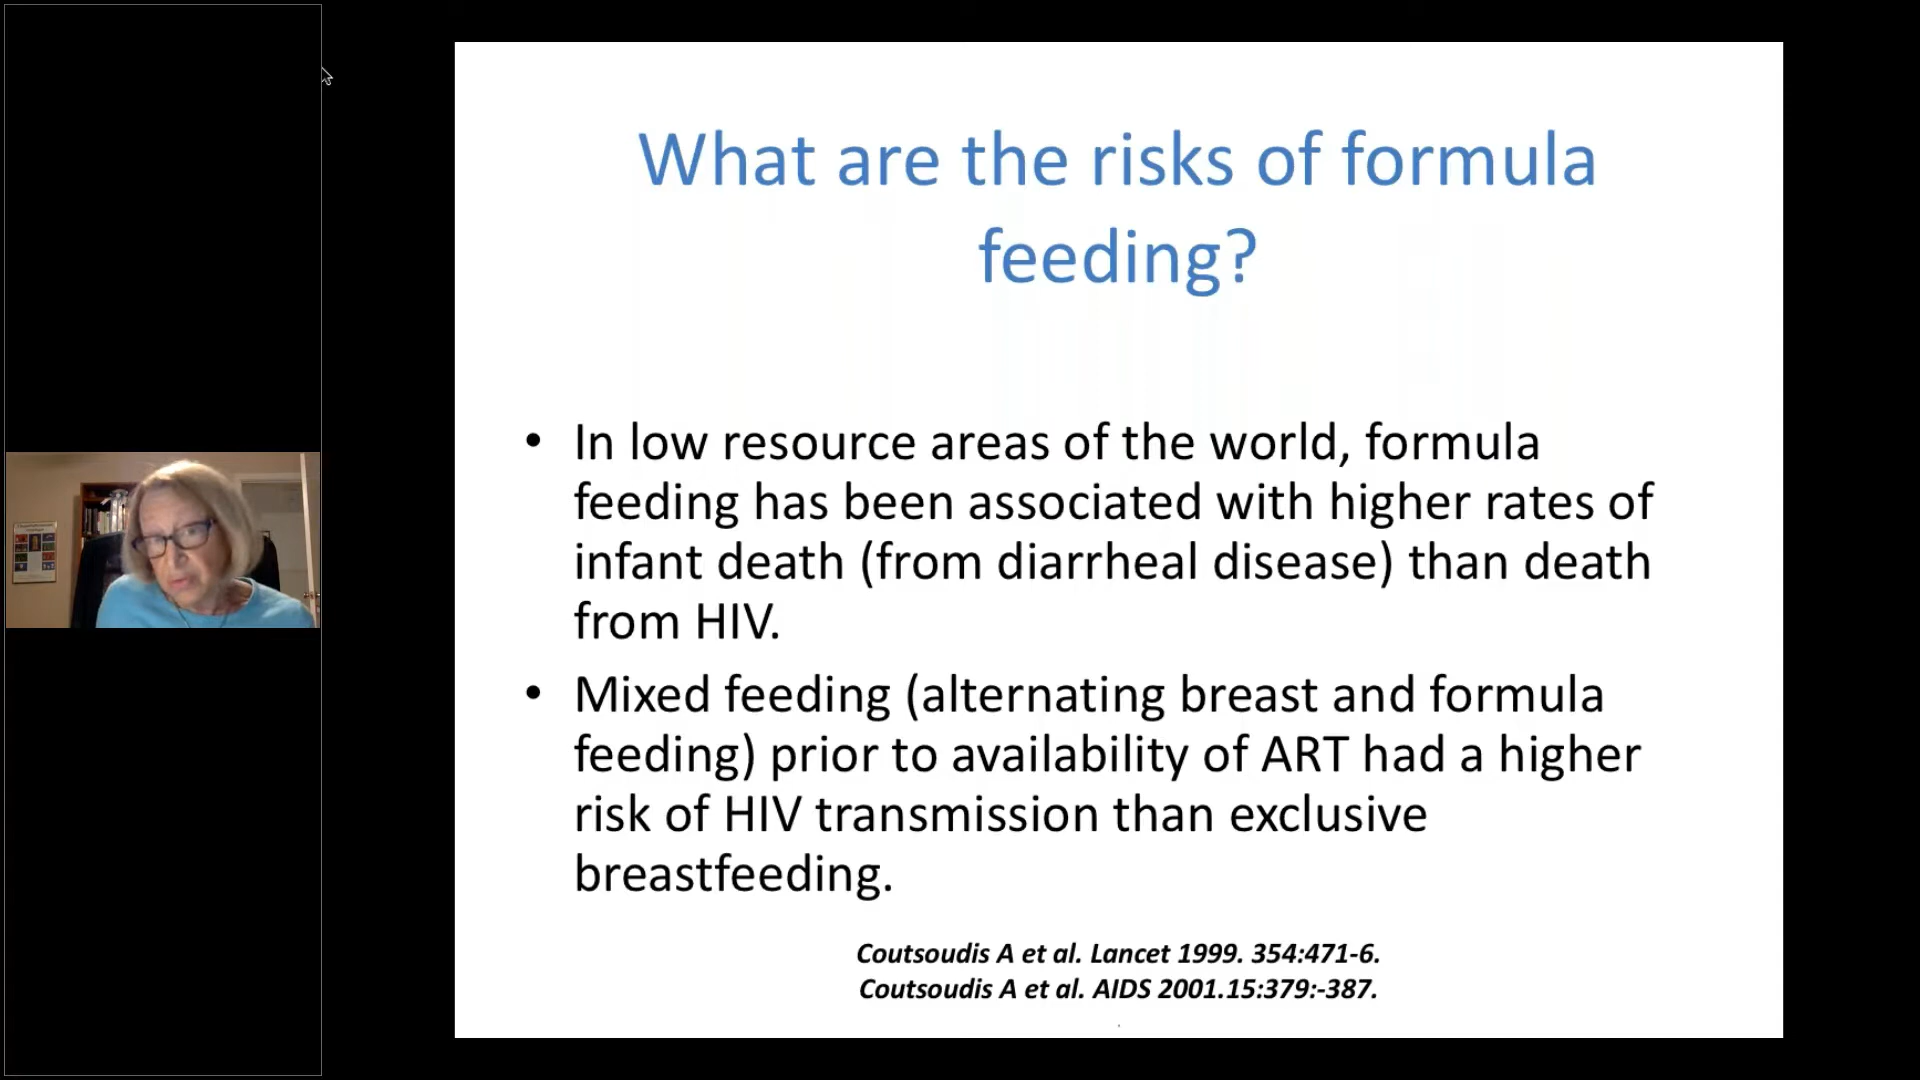 What are the risks of formula
feeding?
• In low resource areas of the world, formula
feeding has been associated with higher rates of
infant death (from diarrheal disease) than death
from HIV.
• Mixed feeding (alternating breast and formula
feeding) prior to availability of ART had a higher
risk of HIV transmission than exclusive
breastfeeding.
Coutsoudis A et al. Lancet 1999. 354:471-6.
Coutsoudis A et al. AIDS 2001.15:379:-387.
.